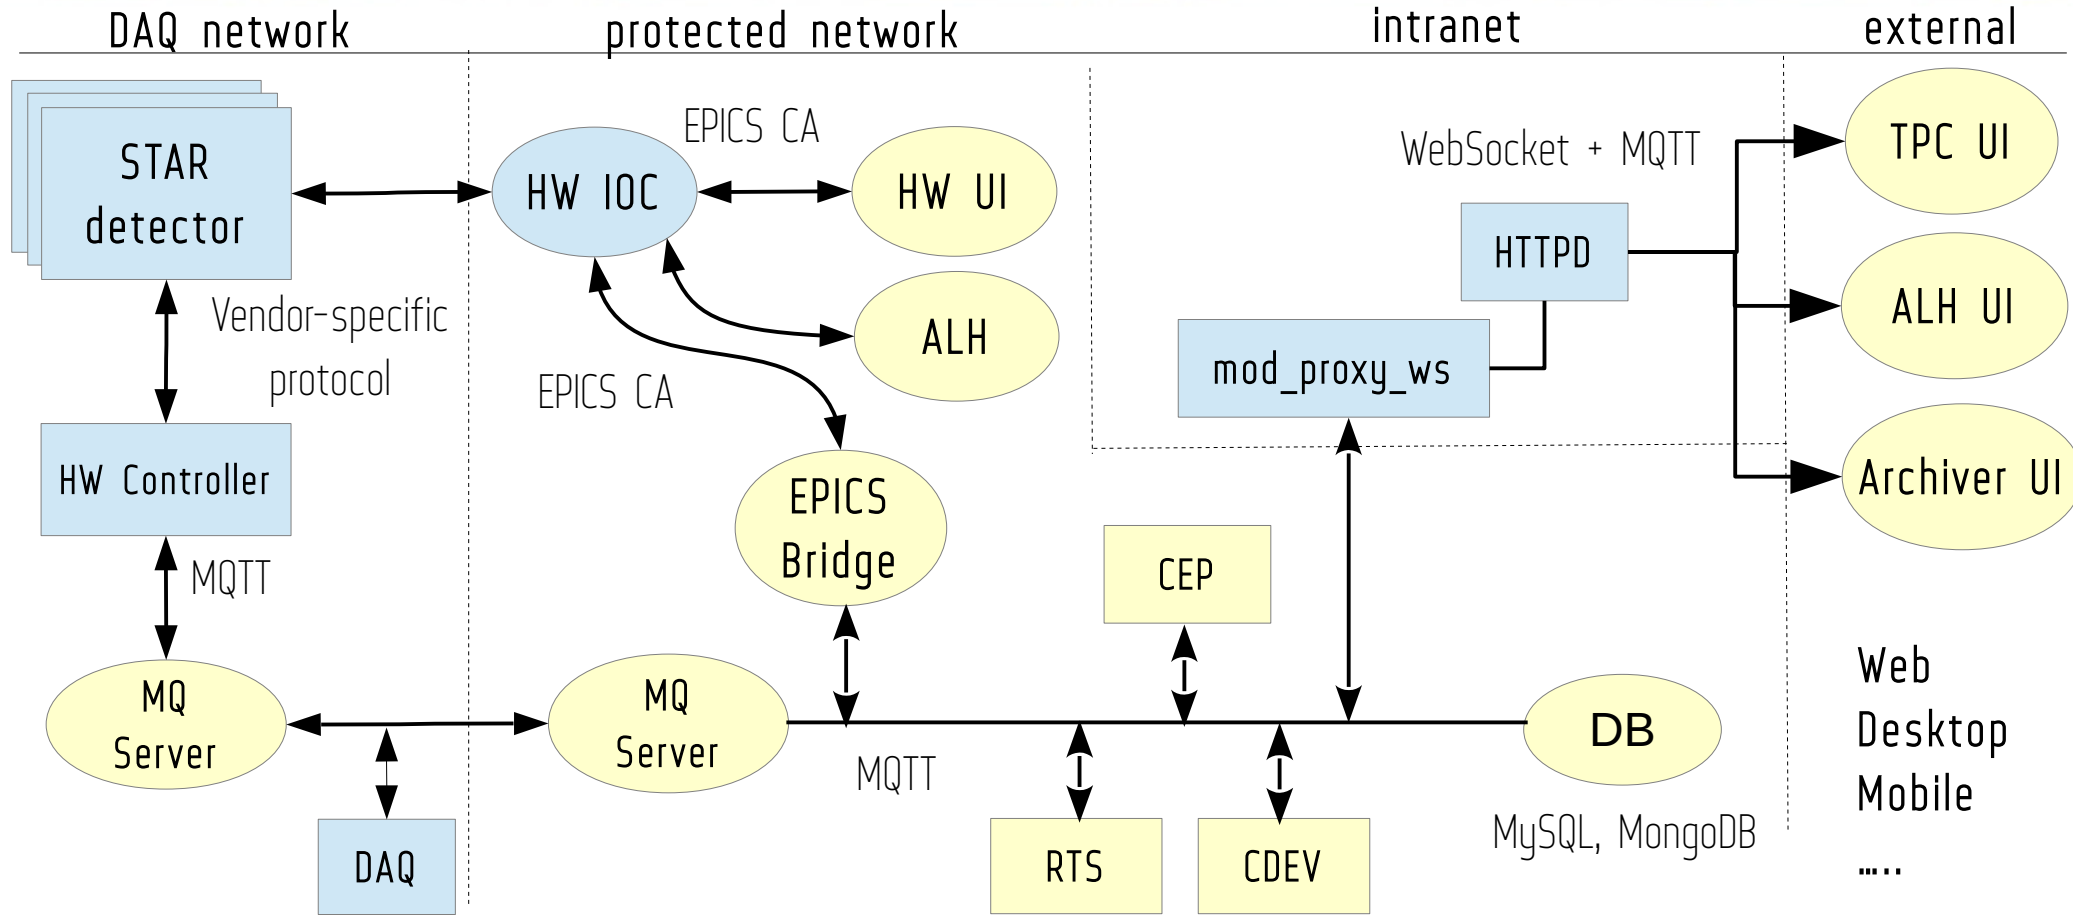 DAQ network
protected network
intranet
external
STAR
detector
Vendor-specific
protocol
HW Controller
MQTT
MQ
Server
DAQ
HW IOC
EPICS CA
HW UI
ALH
EPICS CA
EPICS
Bridge
MQ
Server
MQTT
CEP
RTS
CDEV
DB
MySQL, MongoDB
WebSocket + MQTT
HTTPD
mod_proxy_ws
TPC UI
ALH UI
Archiver UI
Web
Desktop
Mobile
.....